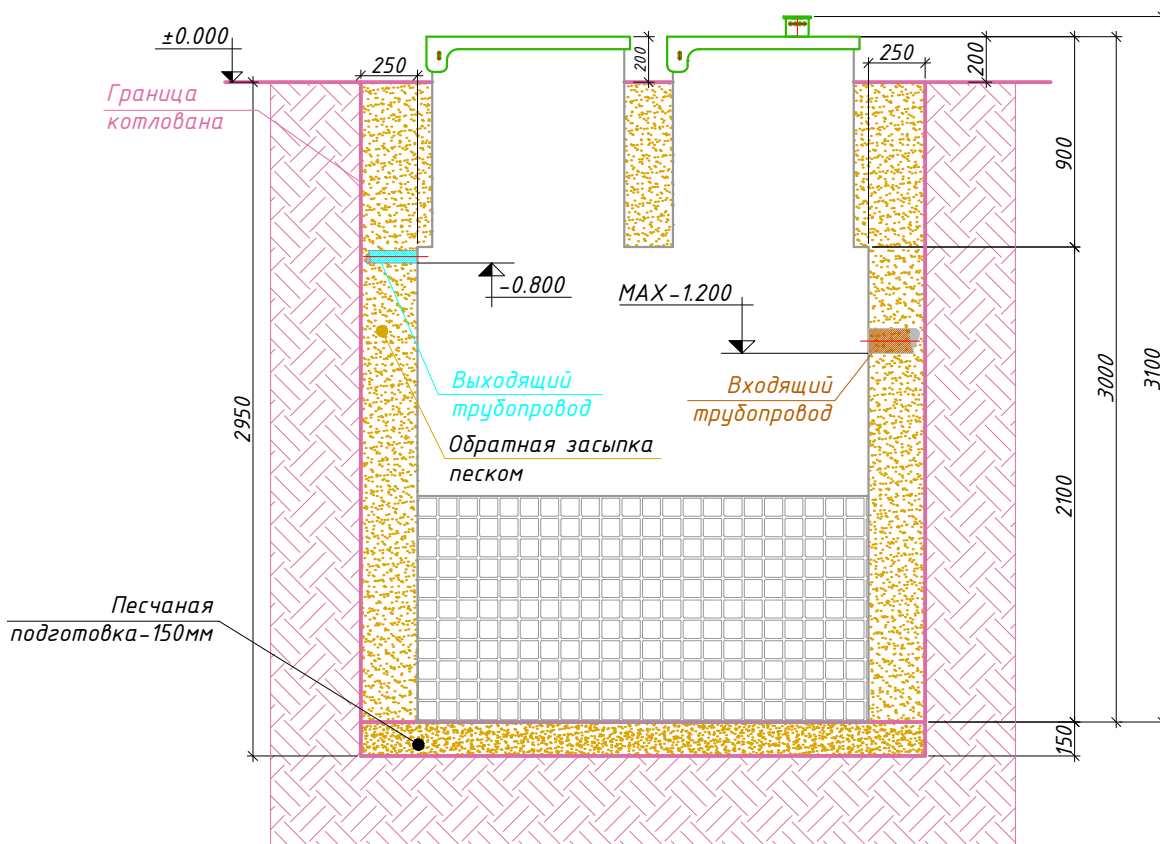 ±0.000
250
200
250
200
Граница
котлована
900
-0.800
MAX-1.200
3000
3100
Выходящий
трубопровод
Входящий
трубопровод
2950
Обратная засыпка
песком
2100
Песчаная
подготовка-150мм
150